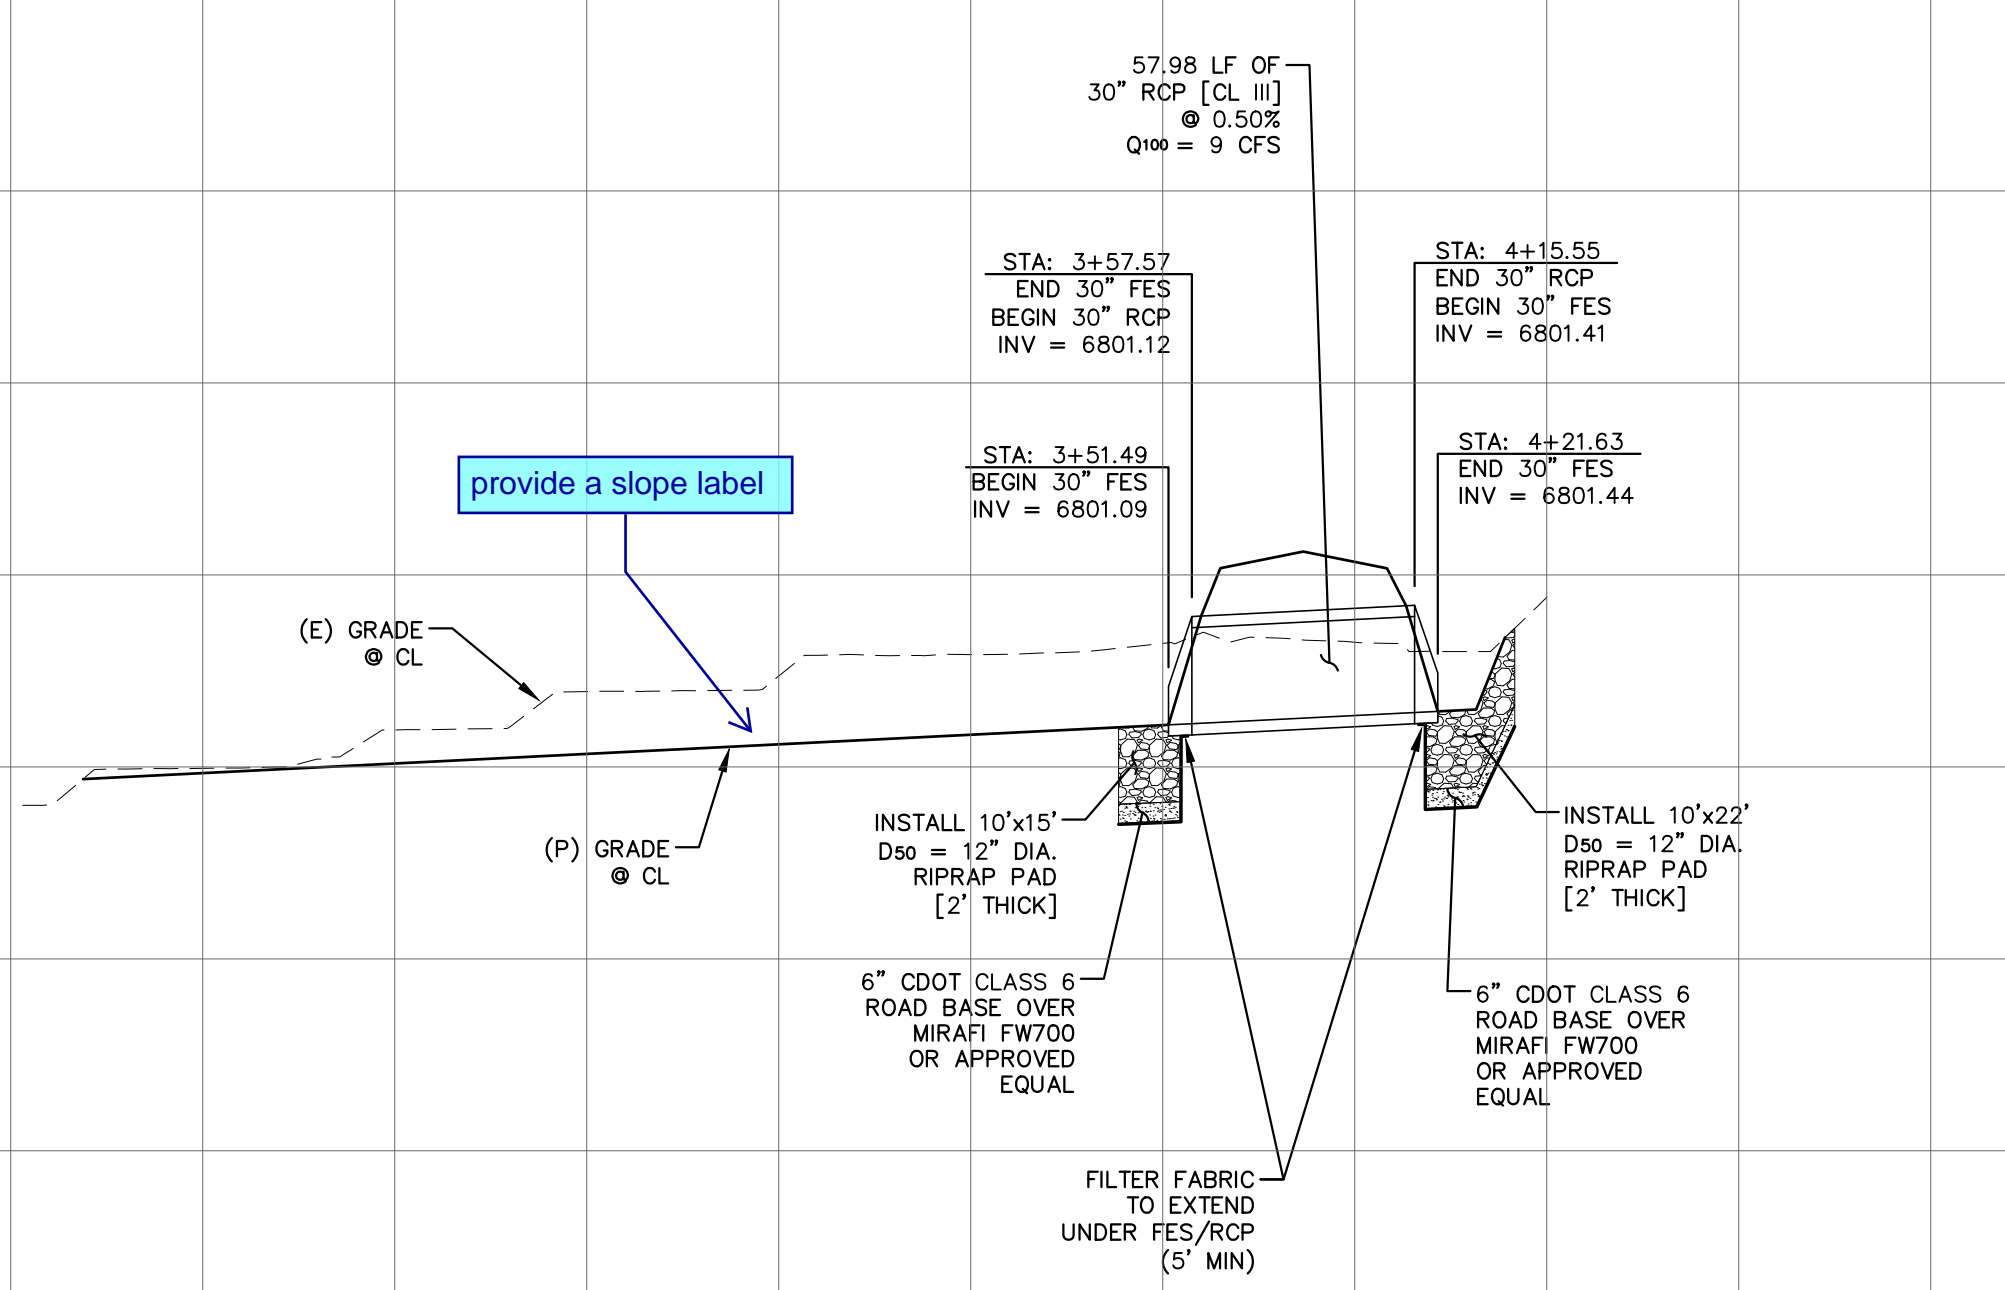 57.98 LF OF
30" RCP [CL III]
@ 0.50%
Q100 = 9 CFS
STA: 3+57.57
END 30" FES
BEGIN 30" RCP
INV = 6801.12
STA: 4+15.55
END 30" RCP
BEGIN 30" FES
INV = 6801.41
STA: 3+51.49
BEGIN 30" FES
INV = 6801.09
STA: 4+21.63
END 30" FES
INV = 6801.44
provide a slope label
(E) GRADE
@ CL
(P) GRADE
@ CL
INSTALL 10'x15'
D50 = 12" DIA.
RIPRAP PAD
[2' THICK]
INSTALL 10'x22'
D50 = 12" DIA.
RIPRAP PAD
[2' THICK]
6" CDOT CLASS 6
ROAD BASE OVER
MIRAFI FW700
OR APPROVED
EQUAL
6" CDOT CLASS 6
ROAD BASE OVER
MIRAFI FW700
OR APPROVED
EQUAL
FILTER FABRIC
TO EXTEND
UNDER FES/RCP
(5' MIN)